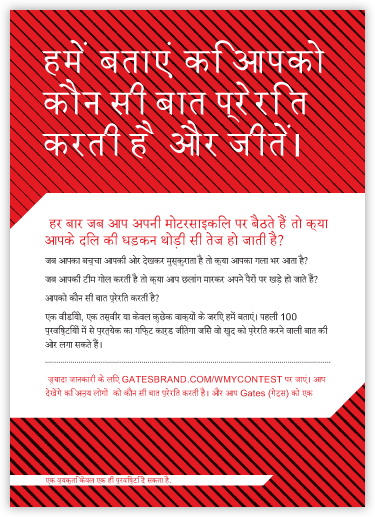 हमें बताएं कि आपको
कौन सी बात प्रेरित
करती है और जीतें।
हर बार जब आप अपनी मोटरसाइकिल पर बैठते हैं तो क्या
आपके दिल की धड़कन थोड़ी सी तेज हो जाती है?
जब आपका बच्चा आपकी ओर देखकर मुस्कुराता है तो क्या आपका गला भर आता है?
जब आपकी टीम गोल करती है तो क्या आप छलांग मारकर अपने पैरों पर खड़े हो जाते हैं?
आपको कौन सी बात प्रेरित करती है?
एक वीडियो, एक तस्वीर या केवल कुछेक वाक्यों के जरिए हमें बताएं। पहली 100
प्रविष्टियों में से प्रत्येक का गिफ्ट कार्ड जीतेगा जिसे वो खुद को प्रेरित करने वाली बात की
ओर लगा सकते हैं।
ज्यादा जानकारी के लिए GATESBRAND.COM/WMYCONTEST पर जाएं। आप
देखेंगे कि अन्य लोगों को कौन सी बात प्रेरित करती है। और आप Gates (गेट्स) को एक
एक व्यक्ति केवल एक ही प्रविष्टि दे सकता है.